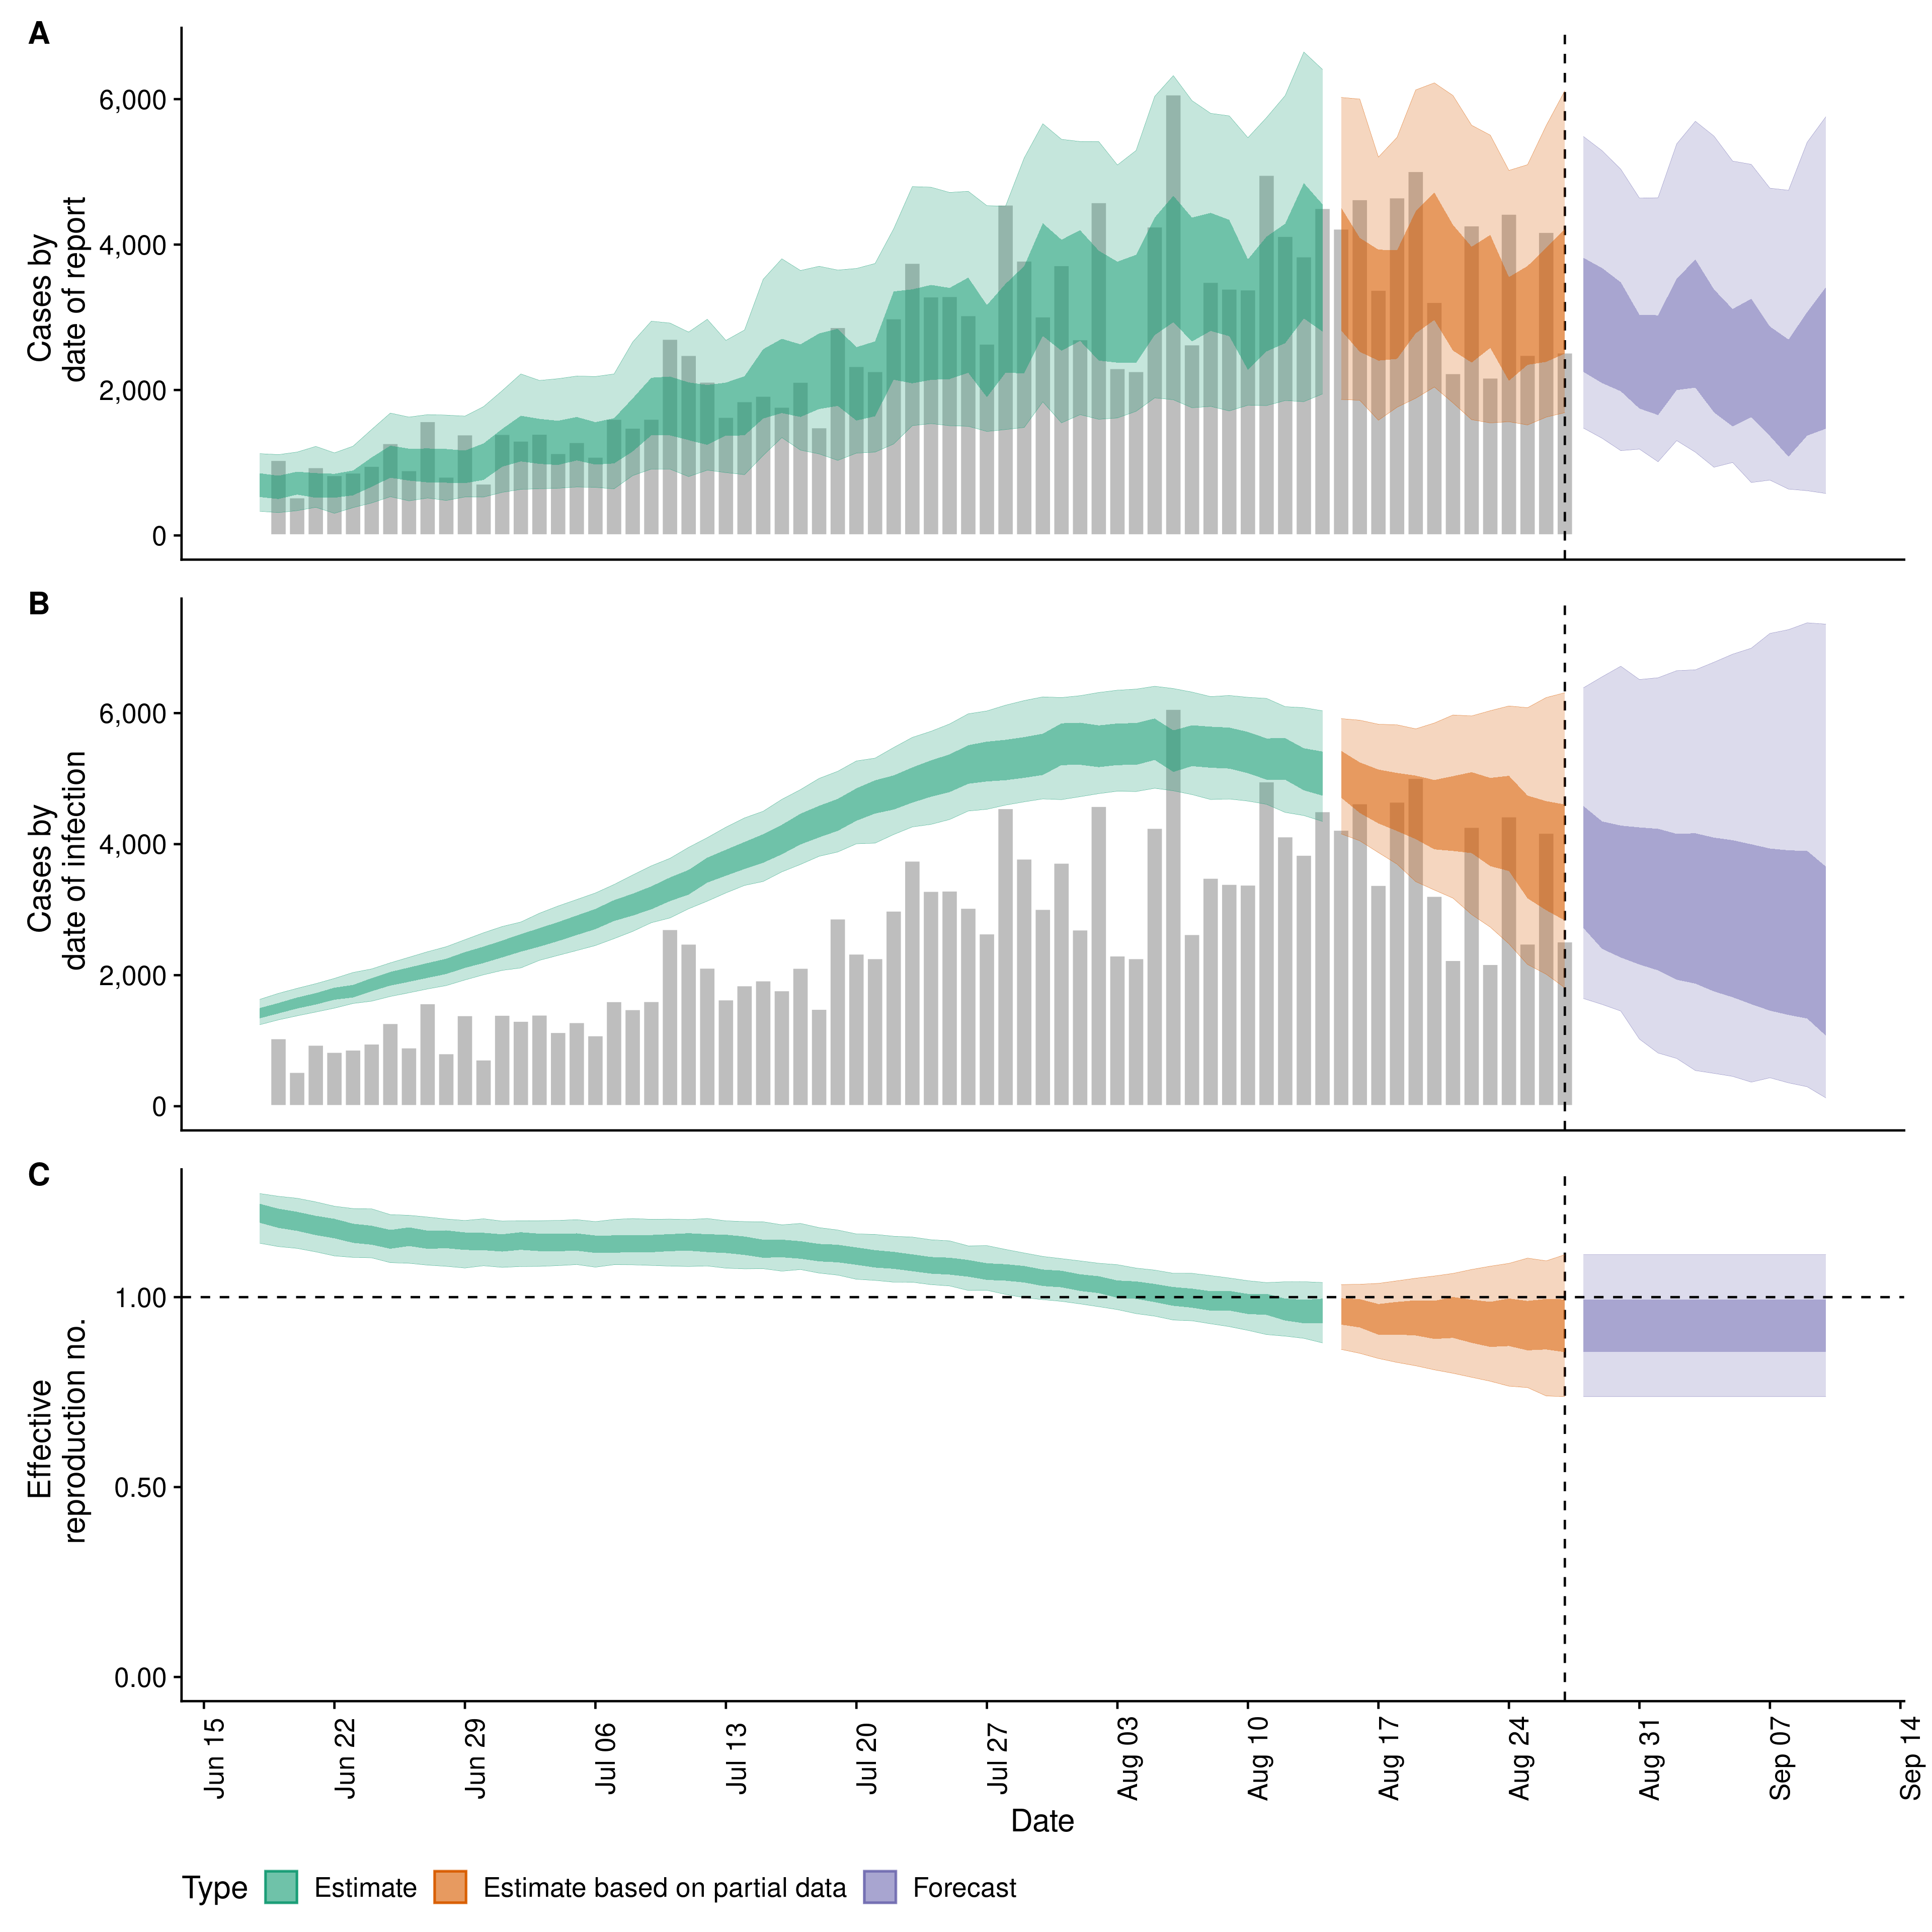 A
Cases by
date of report
6,000
4,000
2,000
0
B
Cases by
date of infection
6,000
4,000
2,000
0
C
Effective
reproduction no.
1.00
0.50
0.00
Jun 15
Jun 22
Jun 29
Jul 06
Jul 13
Jul 20
Jul 27
Aug 03
Aug 10
Aug 17
Aug 24
Aug 31
Sep 07
Sep 14
Date
Type Estimate Estimate based on partial data Forecast